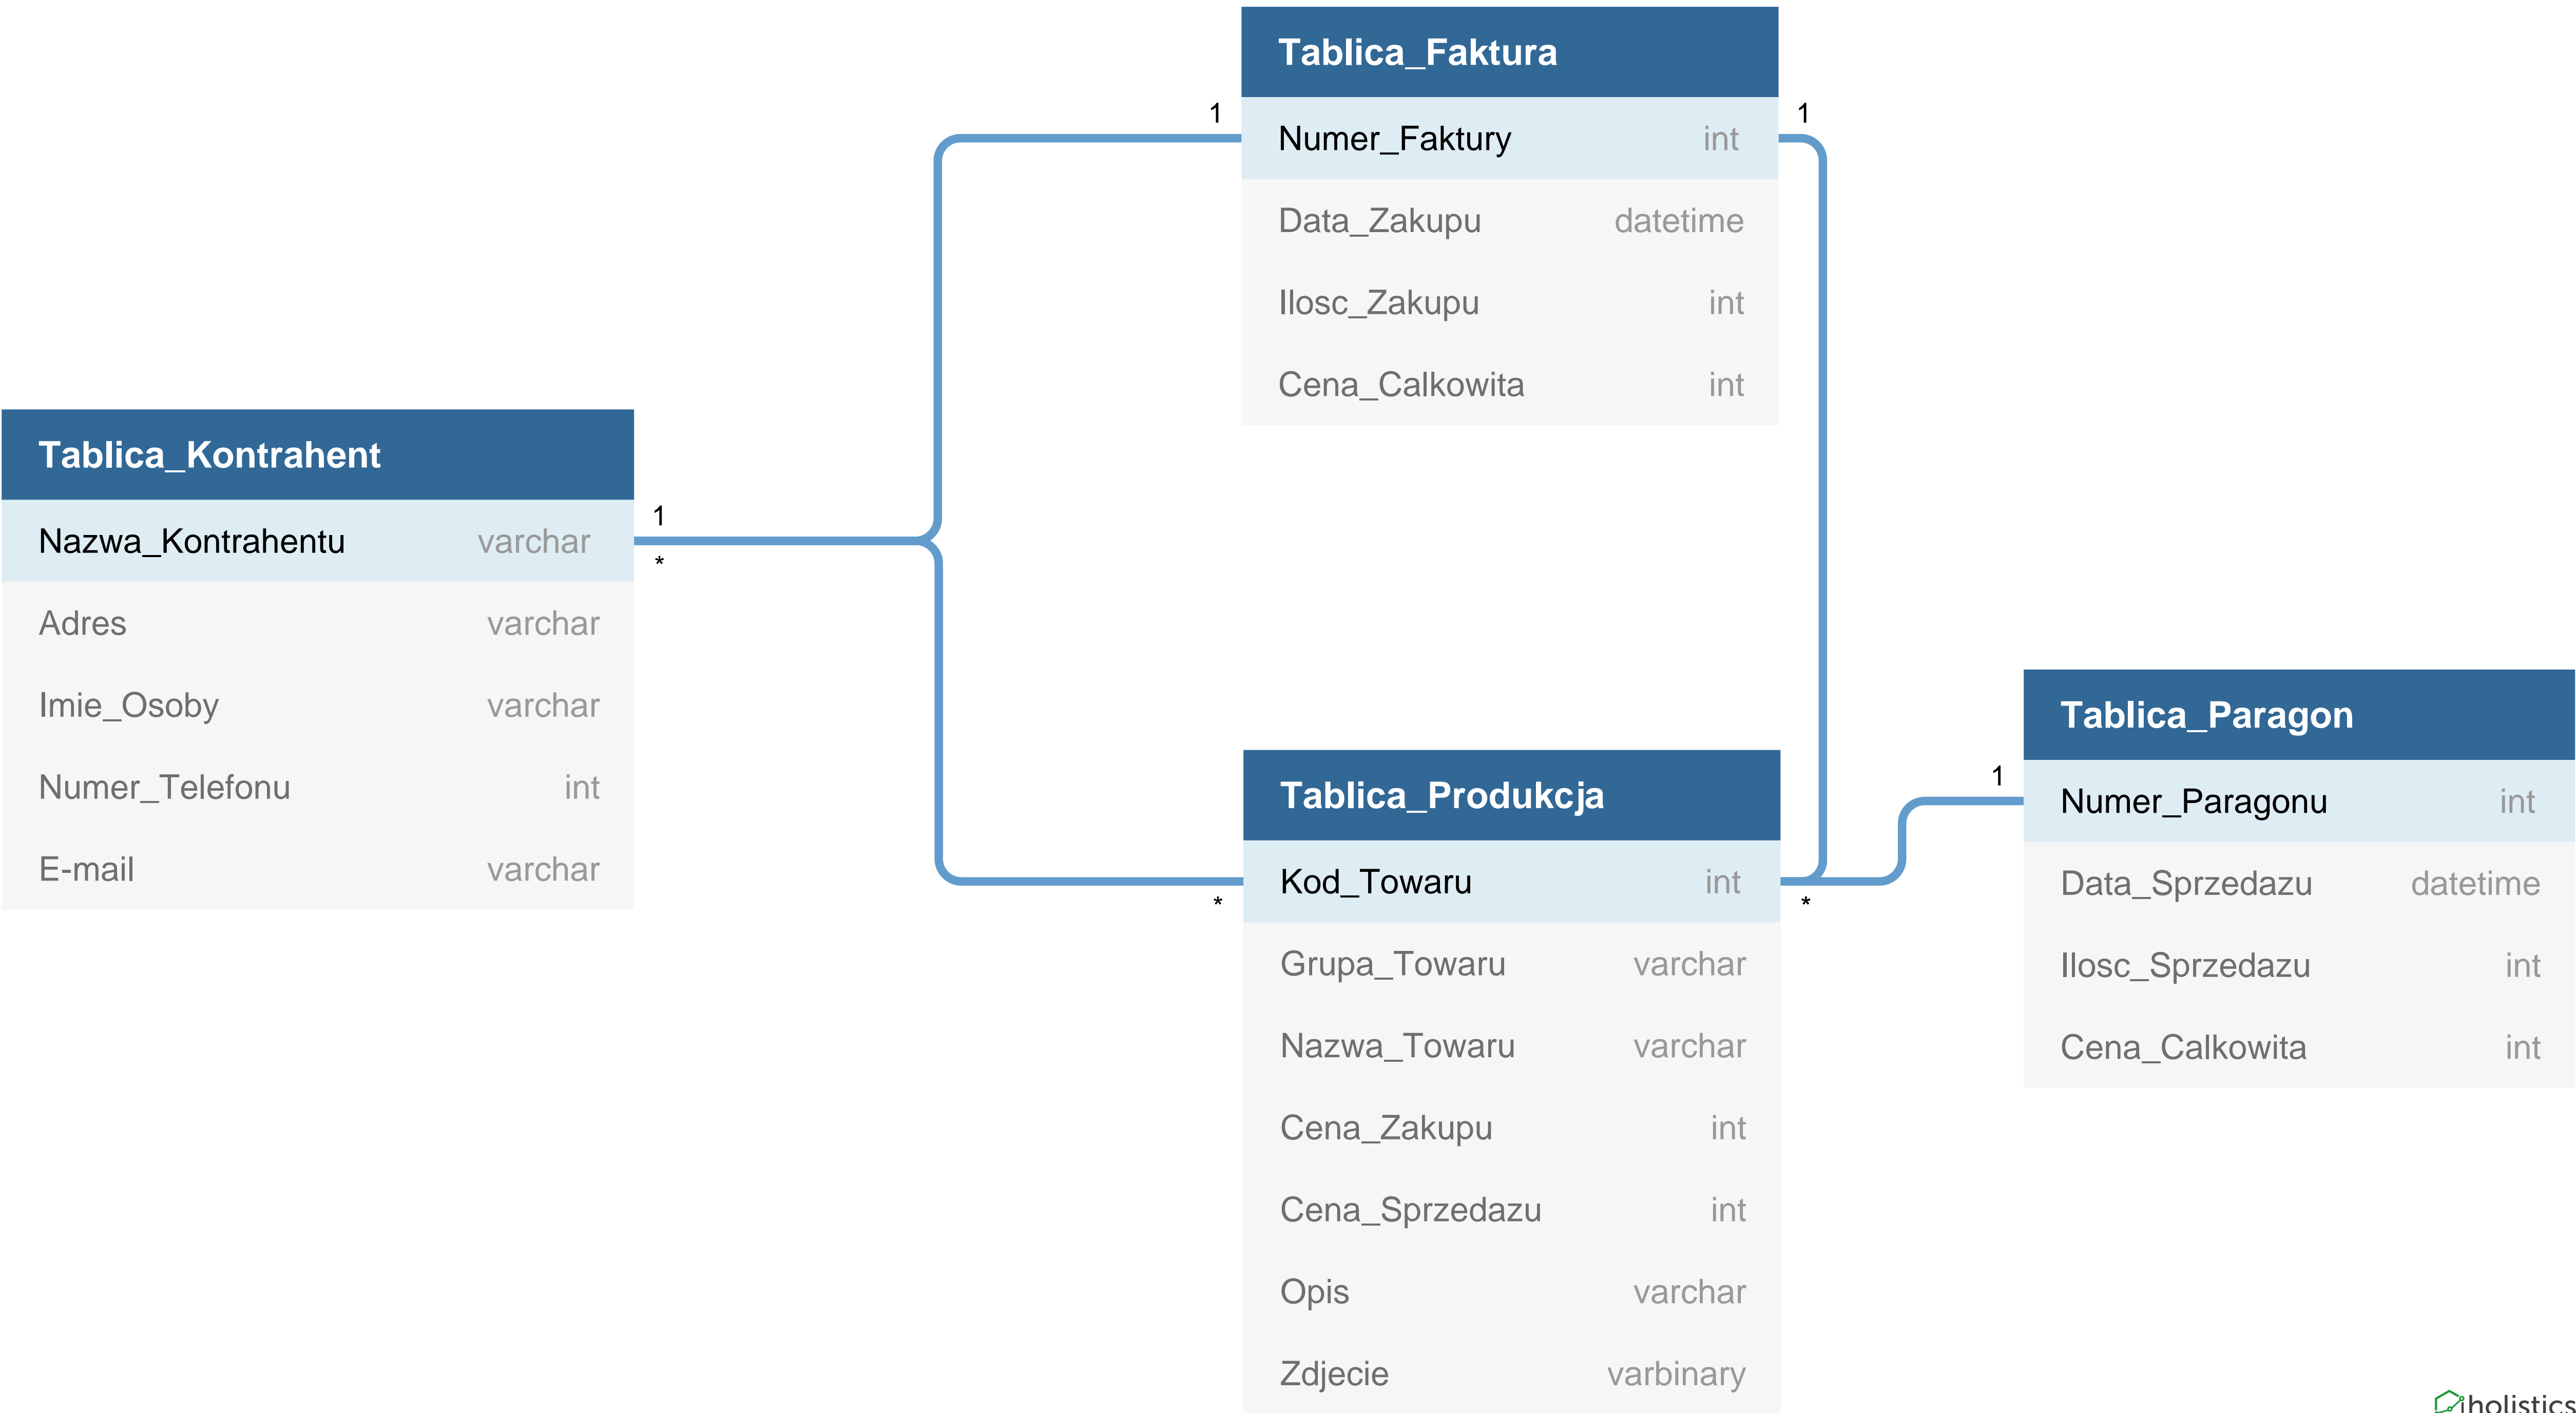 Tablica_Faktura
1
1
Numer_Faktury int
Data_Zakupu datetime
Ilosc_Zakupu int
Cena_Calkowita int
Tablica_Kontrahent
1
Nazwa_Kontrahentu varchar
*
Adres varchar
Imie_Osoby varchar
Numer_Telefonu int
E-mail varchar
Tablica_Produkcja
Kod_Towaru int
*
*
Grupa_Towaru varchar
Nazwa_Towaru varchar
Cena_Zakupu int
Cena_Sprzedazu int
Opis varchar
Zdjecie varbinary
Tablica_Paragon
1
Numer_Paragonu int
Data_Sprzedazu datetime
Ilosc_Sprzedazu int
Cena_Calkowita int
holistics